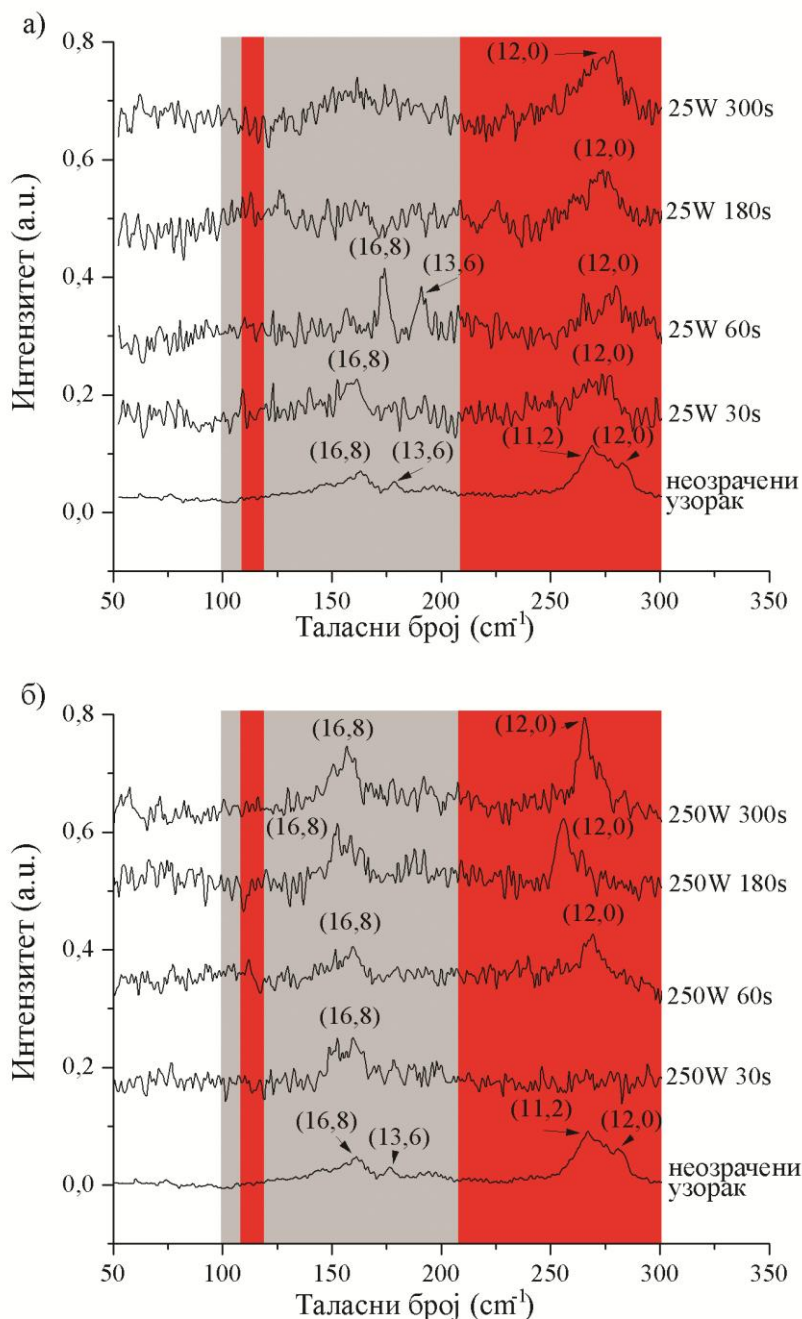 а)
0,8
(12,0)
25W 300s
0,6
(12,0)
25W 180s
(16,8)
(13,6)
(12,0)
0,4
25W 60s
(16,8)
(12,0)
0,2
25W 30s
(16,8)
(13,6)
(11,2)
(12,0)
неозрачени
узорак
0,0
50 100 150 200 250 300 350
Таласни број (cm⁻¹)
Интензитет (a.u.)
б)
0,8
(16,8)
(12,0)
250W 300s
0,6
(16,8)
(12,0)
250W 180s
0,4
(16,8)
(12,0)
250W 60s
(16,8)
0,2
250W 30s
(16,8)
(13,6)
(11,2)
(12,0)
неозрачени
узорак
0,0
50 100 150 200 250 300 350
Таласни број (cm⁻¹)
Интензитет (a.u.)